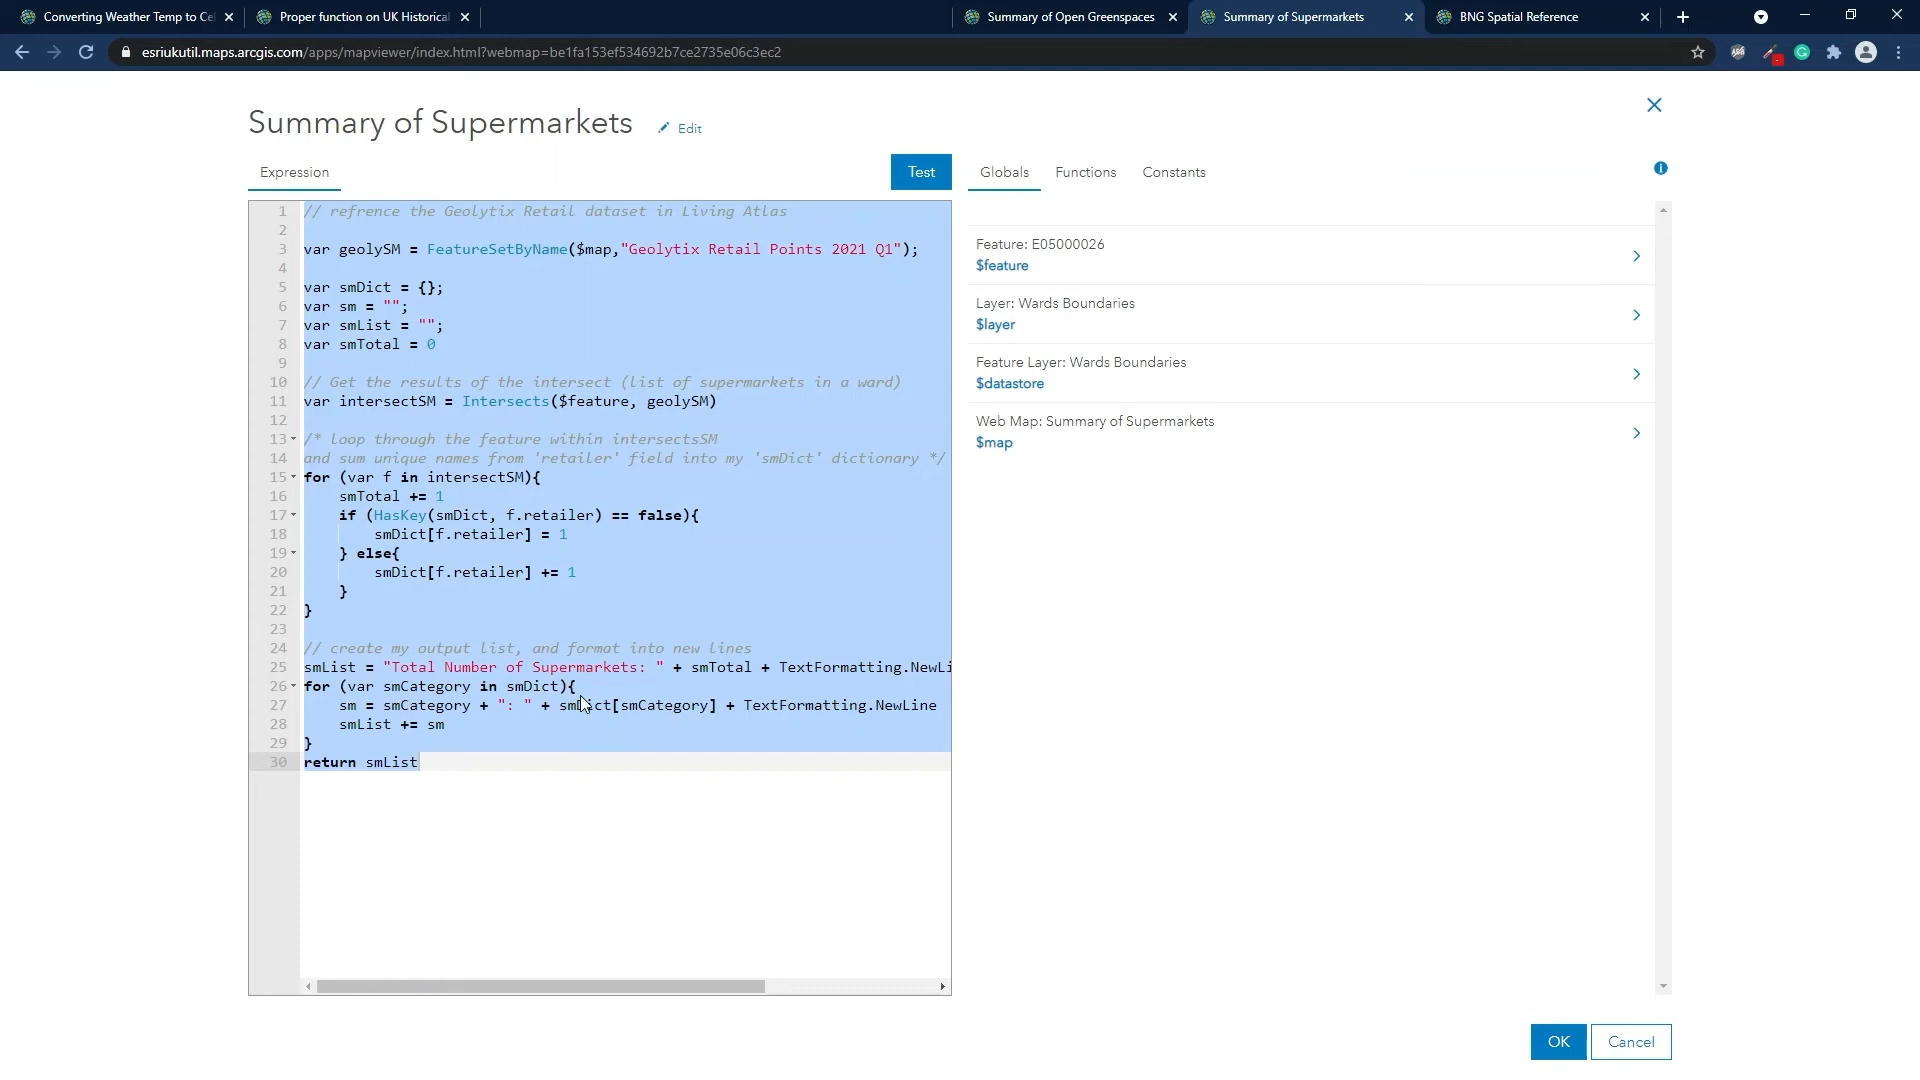 Converting Weather Temp to Cel
Proper function on UK Historical
Summary of Open Greenspaces
Summary of Supermarkets
BNG Spatial Reference
esriukutil.maps.arcgis.com/apps/mapviewer/index.html?webmap=be1fa153ef534692b7ce2735e06c3ec2
Summary of Supermarkets
Edit
Expression
Test
Globals
Functions
Constants
1 // refrence the Geolytix Retail dataset in Living Atlas
2
3 var geolySM = FeatureSetByName($map,"Geolytix Retail Points 2021 Q1");
4
5 var smDict = {};
6 var sm = "";
7 var smList = "";
8 var smTotal = 0
9
10 // Get the results of the intersect (list of supermarkets in a ward)
11 var intersectSM = Intersects($feature, geolySM)
12
13 /* loop through the feature within intersectsSM
14 and sum unique names from 'retailer' field into my 'smDict' dictionary */
15 for (var f in intersectSM){
16 smTotal += 1
17 if (HasKey(smDict, f.retailer) == false){
18 smDict[f.retailer] = 1
19 } else{
20 smDict[f.retailer] += 1
21 }
22 }
23
24 // create my output list, and format into new lines
25 smList = "Total Number of Supermarkets: " + smTotal + TextFormatting.NewLi
26 for (var smCategory in smDict){
27 sm = smCategory + ": " + smDict[smCategory] + TextFormatting.NewLine
28 smList += sm
29 }
30 return smList
Feature: E05000026
$feature
Layer: Wards Boundaries
$layer
Feature Layer: Wards Boundaries
$datastore
Web Map: Summary of Supermarkets
$map
OK
Cancel